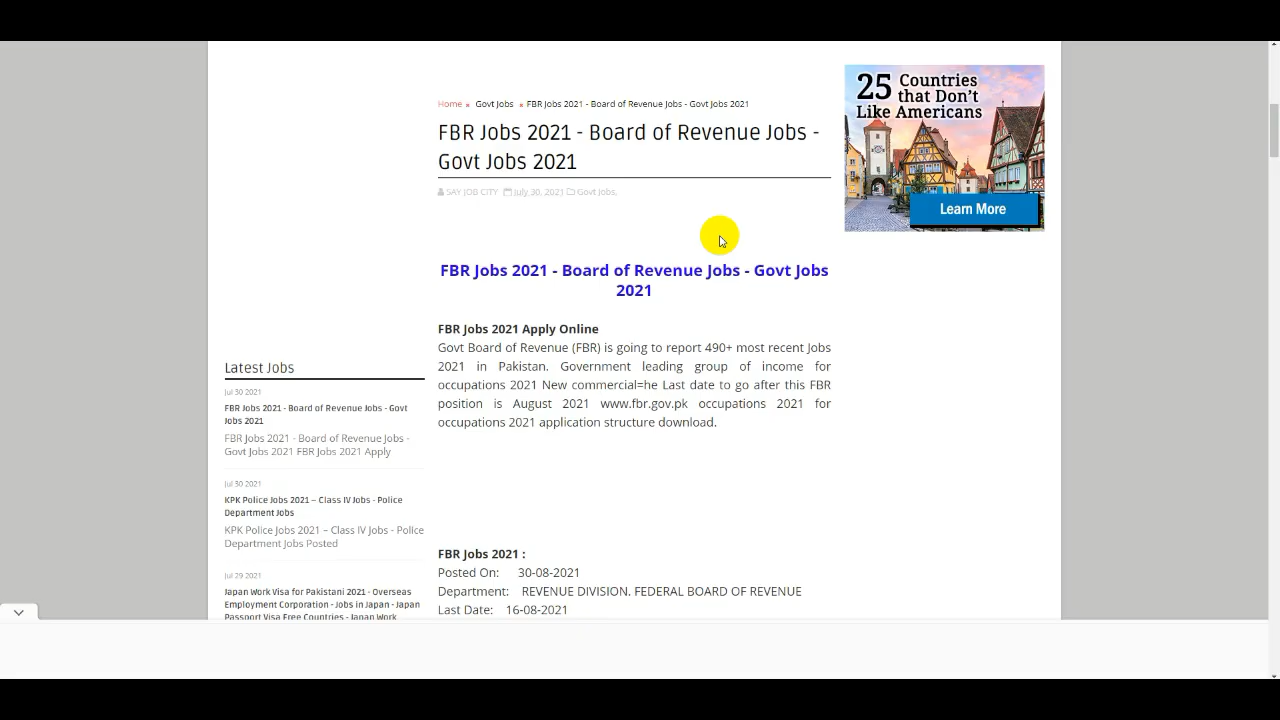 Home Govt Jobs FBR Jobs 2021 - Board of Revenue Jobs - Govt Jobs 2021
FBR Jobs 2021 - Board of Revenue Jobs -
Govt Jobs 2021
SAY JOB CITY July 30, 2021 Govt Jobs,
FBR Jobs 2021 - Board of Revenue Jobs - Govt Jobs
2021
FBR Jobs 2021 Apply Online
Govt Board of Revenue (FBR) is going to report 490+ most recent Jobs
2021 in Pakistan. Government leading group of income for
occupations 2021 New commercial=he Last date to go after this FBR
position is August 2021 www.fbr.gov.pk occupations 2021 for
occupations 2021 application structure download.
FBR Jobs 2021 :
Posted On: 30-08-2021
Department: REVENUE DIVISION. FEDERAL BOARD OF REVENUE
Last Date: 16-08-2021
Latest Jobs
Jul 30 2021
FBR Jobs 2021 - Board of Revenue Jobs - Govt
Jobs 2021
FBR Jobs 2021 - Board of Revenue Jobs -
Govt Jobs 2021 FBR Jobs 2021 Apply
Jul 30 2021
KPK Police Jobs 2021 – Class IV Jobs - Police
Department Jobs
KPK Police Jobs 2021 – Class IV Jobs - Police
Department Jobs Posted
Jul 29 2021
Japan Work Visa for Pakistani 2021 - Overseas
Employment Corporation - Jobs in Japan - Japan
Passport Visa Free Countries - Japan Work
25 Countries
that Don't
Like Americans
Learn More